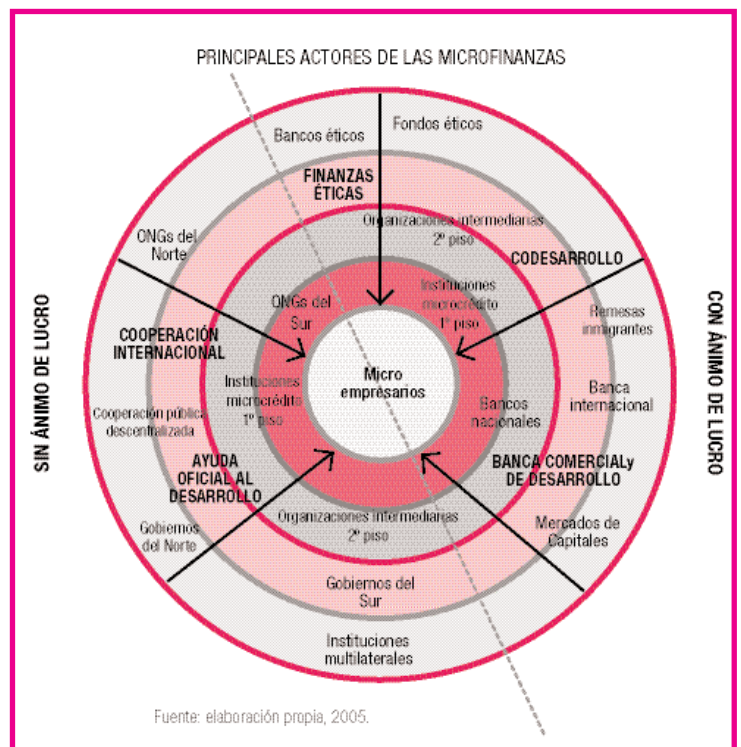 PRINCIPALES ACTORES DE LAS MICROFINANZAS
Bancos éticos
Fondos éticos
FINANZAS
ÉTICAS
Organizaciones intermediarias
2º piso
ONGs del
Norte
CODESARROLLO
Instituciones
microcrédito
1º piso
ONGs del
Sur
Remesas
inmigrantes
COOPERACIÓN
INTERNACIONAL
Micro
empresarios
Instituciones
microcrédito
1º piso
Banca
internacional
Bancos
nacionales
Cooperación pública
descentralizada
AYUDA
OFICIAL AL
DESARROLLO
BANCA COMERCIALy
DE DESARROLLO
Organizaciones intermediarias
2º piso
Gobiernos
del Norte
Mercados de
Capitales
Gobiernos del
Sur
Instituciones
multilaterales
SIN ÁNIMO DE LUCRO
CON ÁNIMO DE LUCRO
Fuente: elaboración propia, 2005.